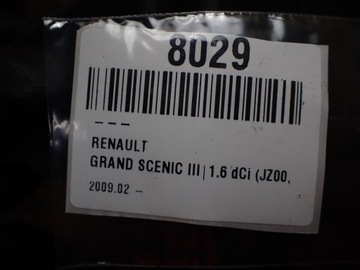 8029
---
RENAULT
GRAND SCENIC III | 1.6 dCi (JZ00,
2009.02 -